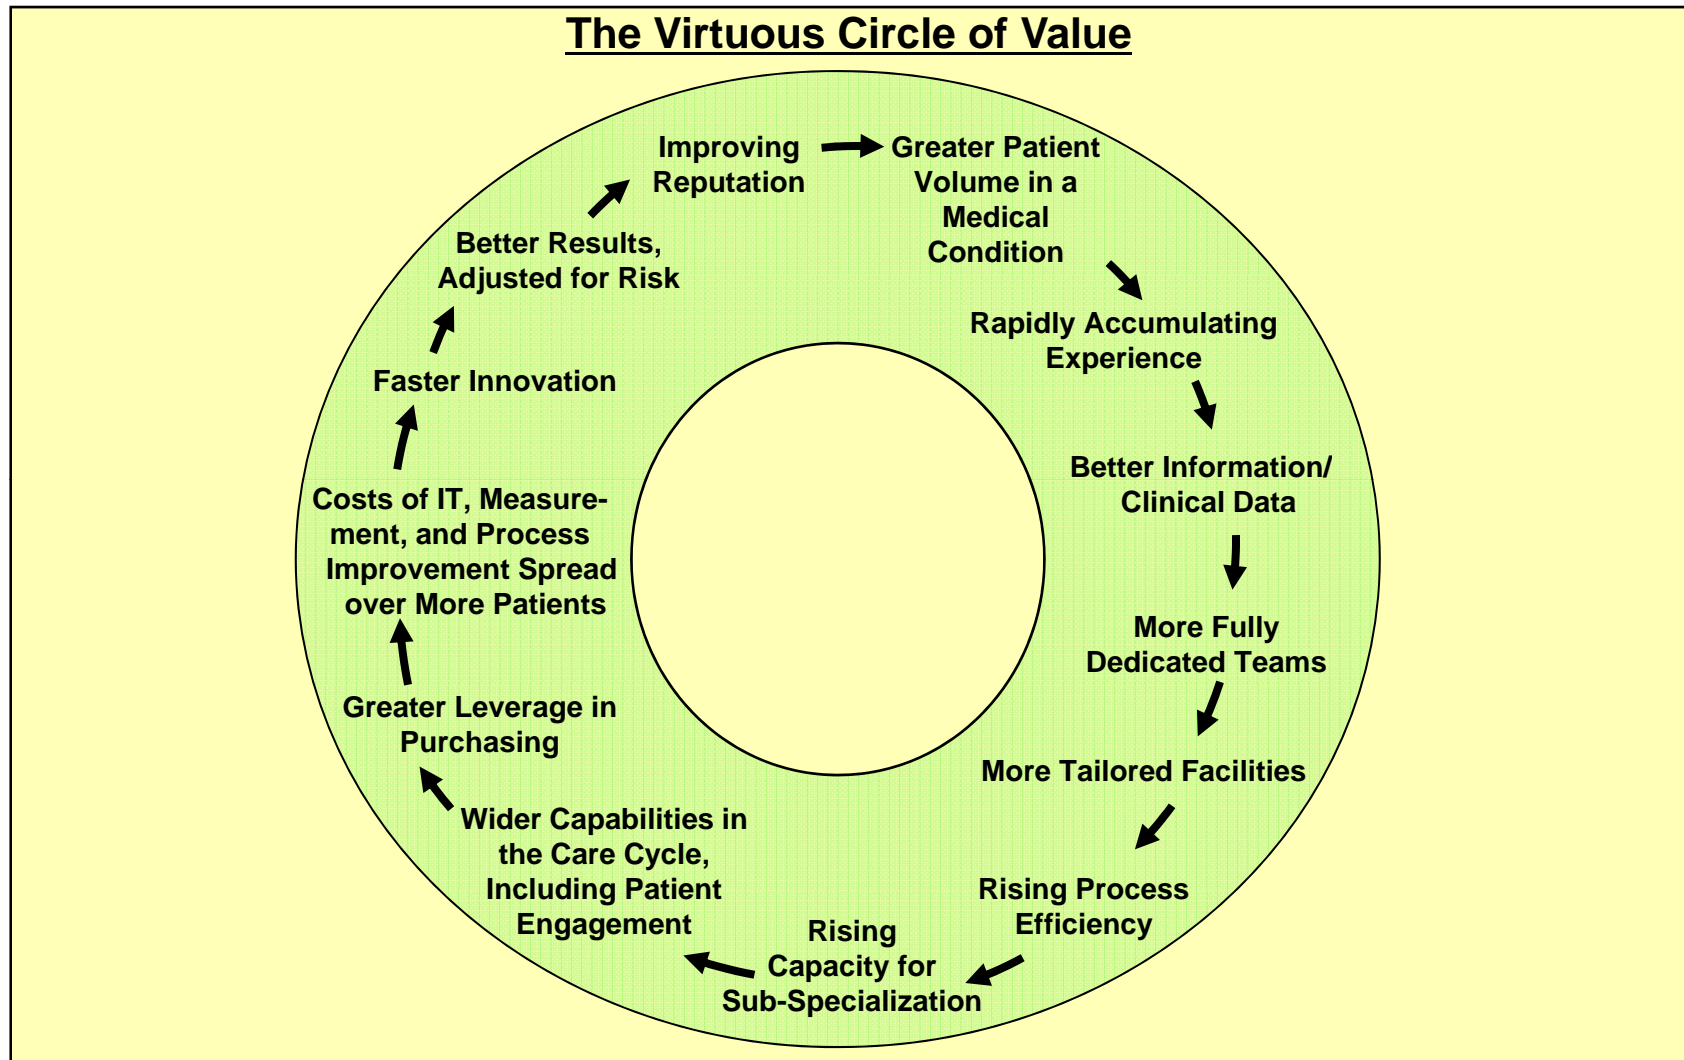 The Virtuous Circle of Value
Improving
Reputation
Greater Patient
Volume in a
Medical
Condition
Rapidly Accumulating
Experience
Better Information/
Clinical Data
More Fully
Dedicated Teams
More Tailored Facilities
Rising Process
Efficiency
Rising
Capacity for
Sub-Specialization
Wider Capabilities in
the Care Cycle,
Including Patient
Engagement
Greater Leverage in
Purchasing
Costs of IT, Measure-
ment, and Process
Improvement Spread
over More Patients
Faster Innovation
Better Results,
Adjusted for Risk